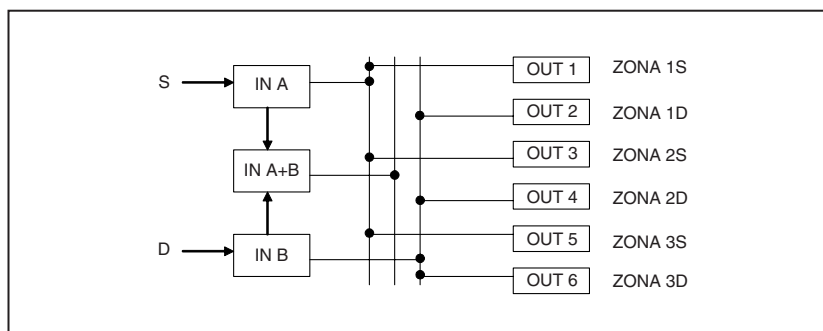 S
IN A
IN A+B
D
IN B
OUT 1 ZONA 1S
OUT 2 ZONA 1D
OUT 3 ZONA 2S
OUT 4 ZONA 2D
OUT 5 ZONA 3S
OUT 6 ZONA 3D